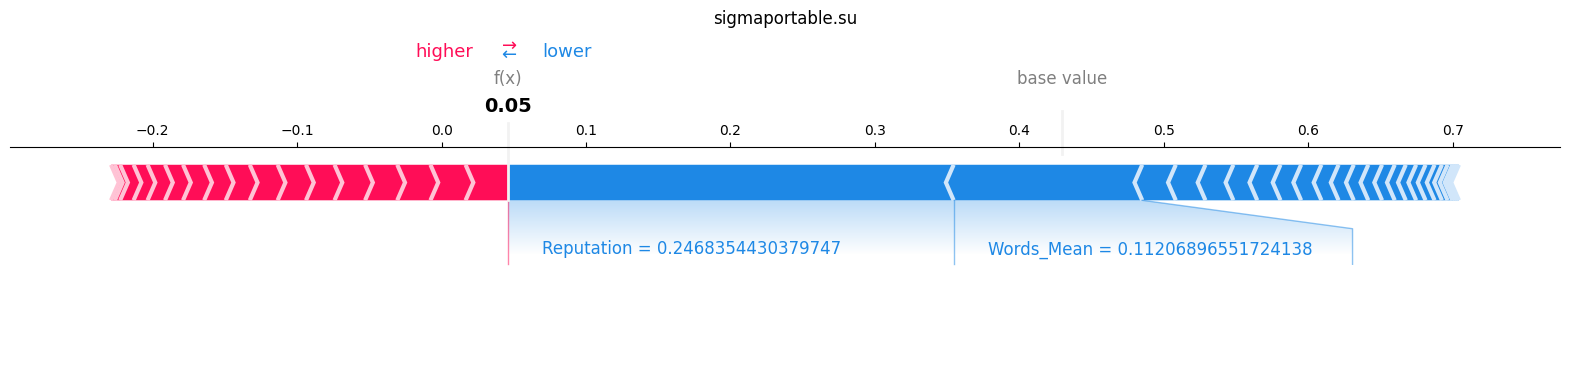 sigmaportable.su
higher ⇄ lower
f(x) base value
0.05
−0.2 −0.1 0.0 0.1 0.2 0.3 0.4 0.5 0.6 0.7
Reputation = 0.2468354430379747 Words_Mean = 0.11206896551724138